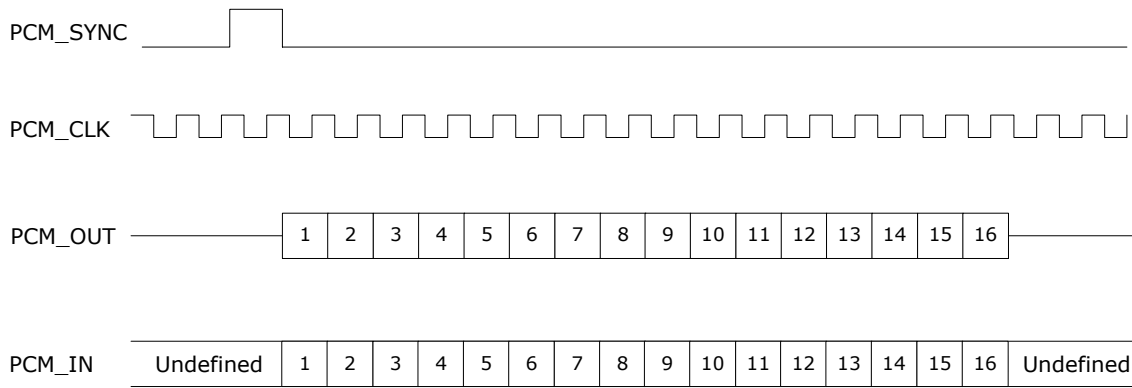 PCM_SYNC
PCM_CLK
PCM_OUT 1 2 3 4 5 6 7 8 9 10 11 12 13 14 15 16
PCM_IN Undefined 1 2 3 4 5 6 7 8 9 10 11 12 13 14 15 16 Undefined